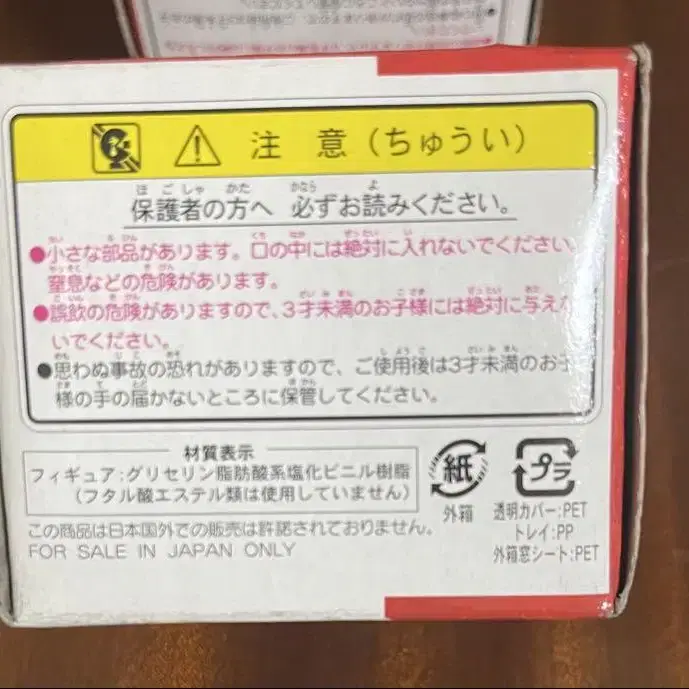 注 意 (ちゅうい)
保護者の方へ 必ずお読みください。
●小さな部品があります。口の中には絶対に入れないでください。
窒息などの危険があります。
●誤飲の危険がありますので、3才未満のお子様には絶対に与えな
いでください。
●思わぬ事故の恐れがありますので、ご使用後は3才未満のお子
様の手の届かないところに保管してください。
材質表示
フィギュア:グリセリン脂肪酸系塩化ビニル樹脂
(フタル酸エステル類は使用していません)
この商品は日本国外での販売は許諾されておりません。
FOR SALE IN JAPAN ONLY
紙
外箱
プラ
透明カバー:PET
トレイ:PP
外箱窓シート:PET